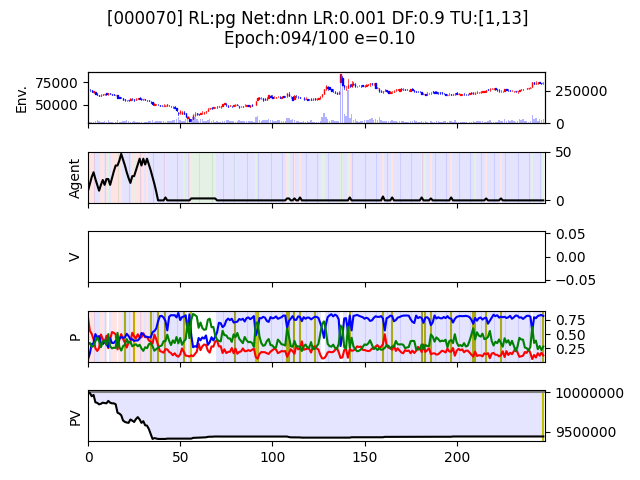 [000070] RL:pg Net:dnn LR:0.001 DF:0.9 TU:[1,13]
Epoch:094/100 e=0.10
Env.
75000
50000
250000
0
Agent
50
0
V
0.05
0.00
−0.05
P
0.75
0.50
0.25
PV
10000000
9500000
0 50 100 150 200